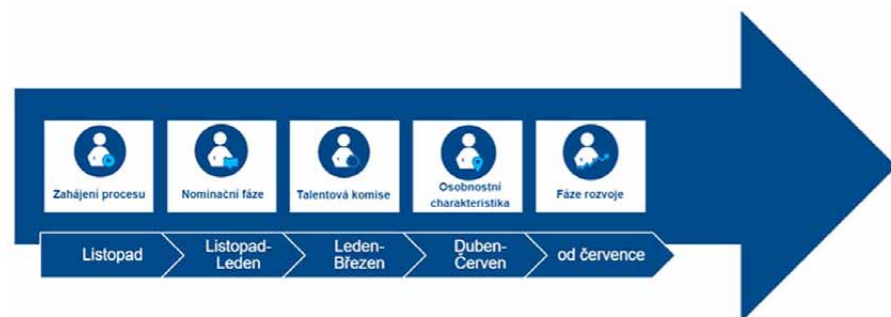 Zahájení procesu
Nominační fáze
Talentová komise
Osobnostní
charakteristika
Fáze rozvoje
Listopad
Listopad-
Leden
Leden-
Březen
Duben-
Červen
od července